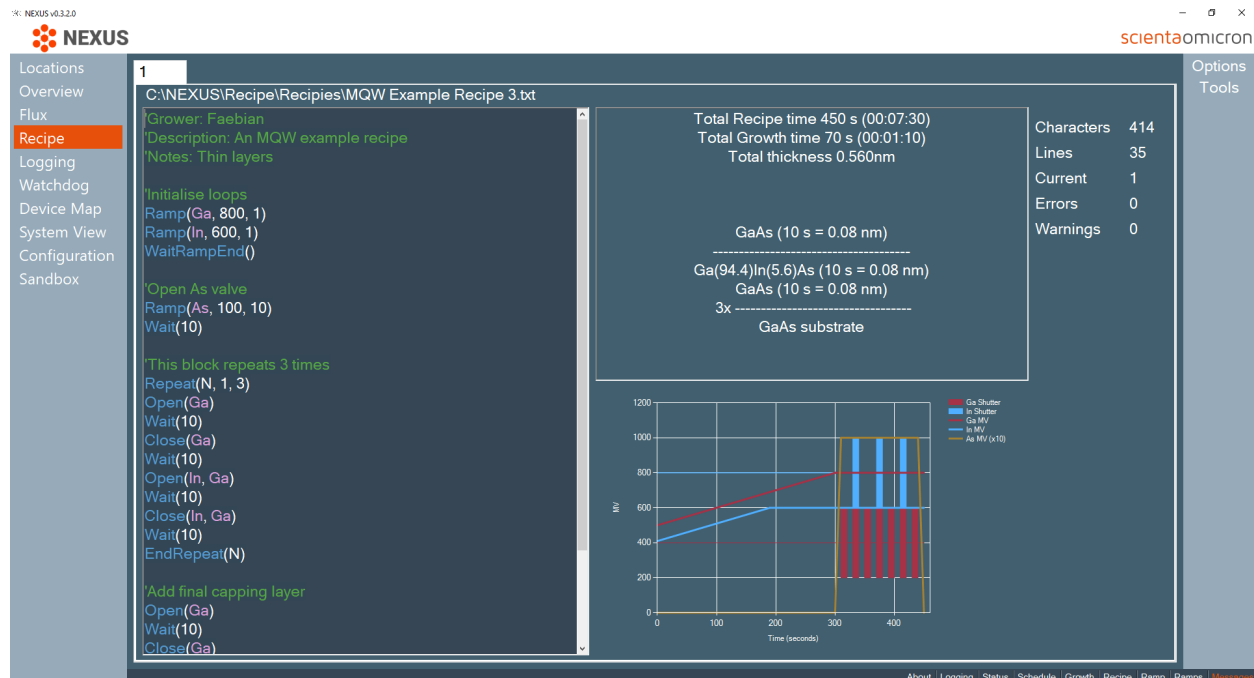 NEXUS v0.3.2.0
NEXUS
scientaomicron
Locations
Overview
Flux
Recipe
Logging
Watchdog
Device Map
System View
Configuration
Sandbox
1
C:\NEXUS\Recipe\Recipies\MQW Example Recipe 3.txt
'Grower: Faebian
'Description: An MQW example recipe
'Notes: Thin layers
'Initialise loops
Ramp(Ga, 800, 1)
Ramp(In, 600, 1)
WaitRampEnd()
'Open As valve
Ramp(As, 100, 10)
Wait(10)
'This block repeats 3 times
Repeat(N, 1, 3)
Open(Ga)
Wait(10)
Close(Ga)
Wait(10)
Open(In, Ga)
Wait(10)
Close(In, Ga)
Wait(10)
EndRepeat(N)
'Add final capping layer
Open(Ga)
Wait(10)
Close(Ga)
Total Recipe time 450 s (00:07:30)
Total Growth time 70 s (00:01:10)
Total thickness 0.560nm
GaAs (10 s = 0.08 nm)
------------------------------------
Ga(94.4)In(5.6)As (10 s = 0.08 nm)
GaAs (10 s = 0.08 nm)
3x --------------------------------
GaAs substrate
Characters 414
Lines 35
Current 1
Errors 0
Warnings 0
Options
Tools
1200
1000
800
600
400
200
0
MV
0 100 200 300 400
Time (seconds)
Ga Shutter
In Shutter
Ga MV
In MV
As MV (x10)
About Logging Status Schedule Growth Recipe Ramp Ramps Messages